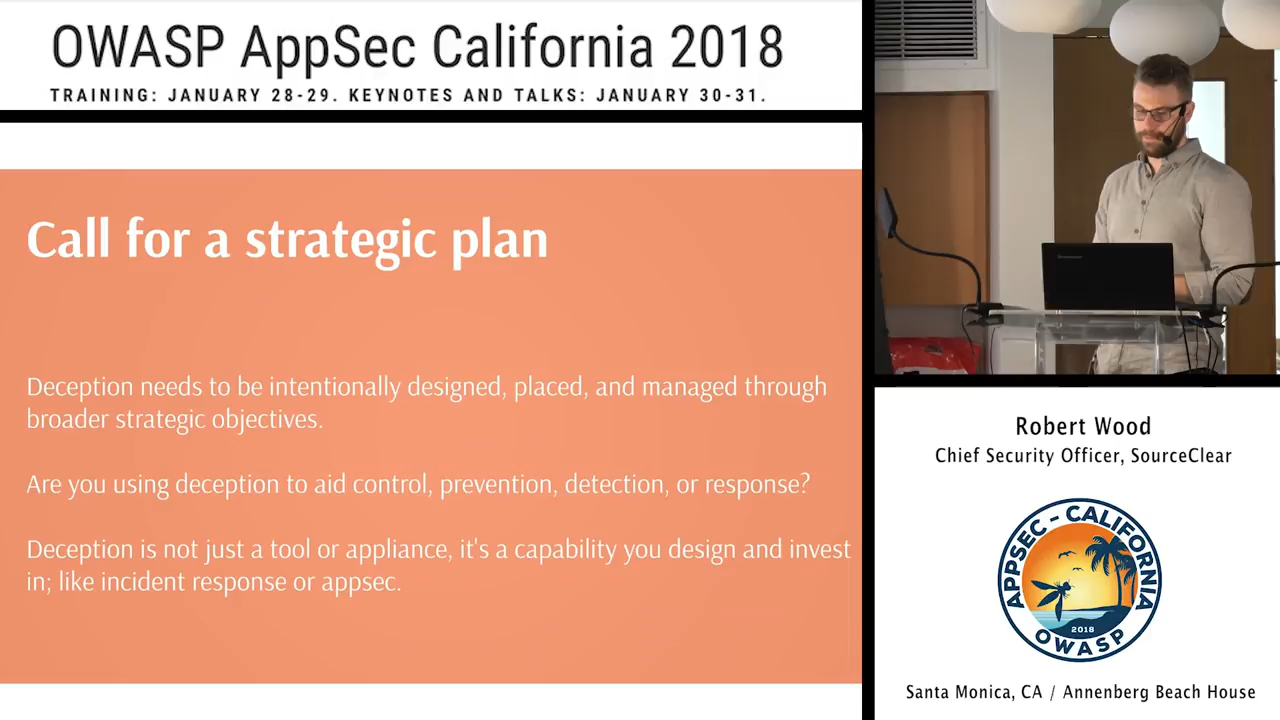 OWASP AppSec California 2018
TRAINING: JANUARY 28-29. KEYNOTES AND TALKS: JANUARY 30-31.
Call for a strategic plan
Deception needs to be intentionally designed, placed, and managed through
broader strategic objectives.
Are you using deception to aid control, prevention, detection, or response?
Deception is not just a tool or appliance, it's a capability you design and invest
in; like incident response or appsec.
Robert Wood
Chief Security Officer, SourceClear
APPSEC - CALIFORNIA
2018
OWASP
Santa Monica, CA / Annenberg Beach House